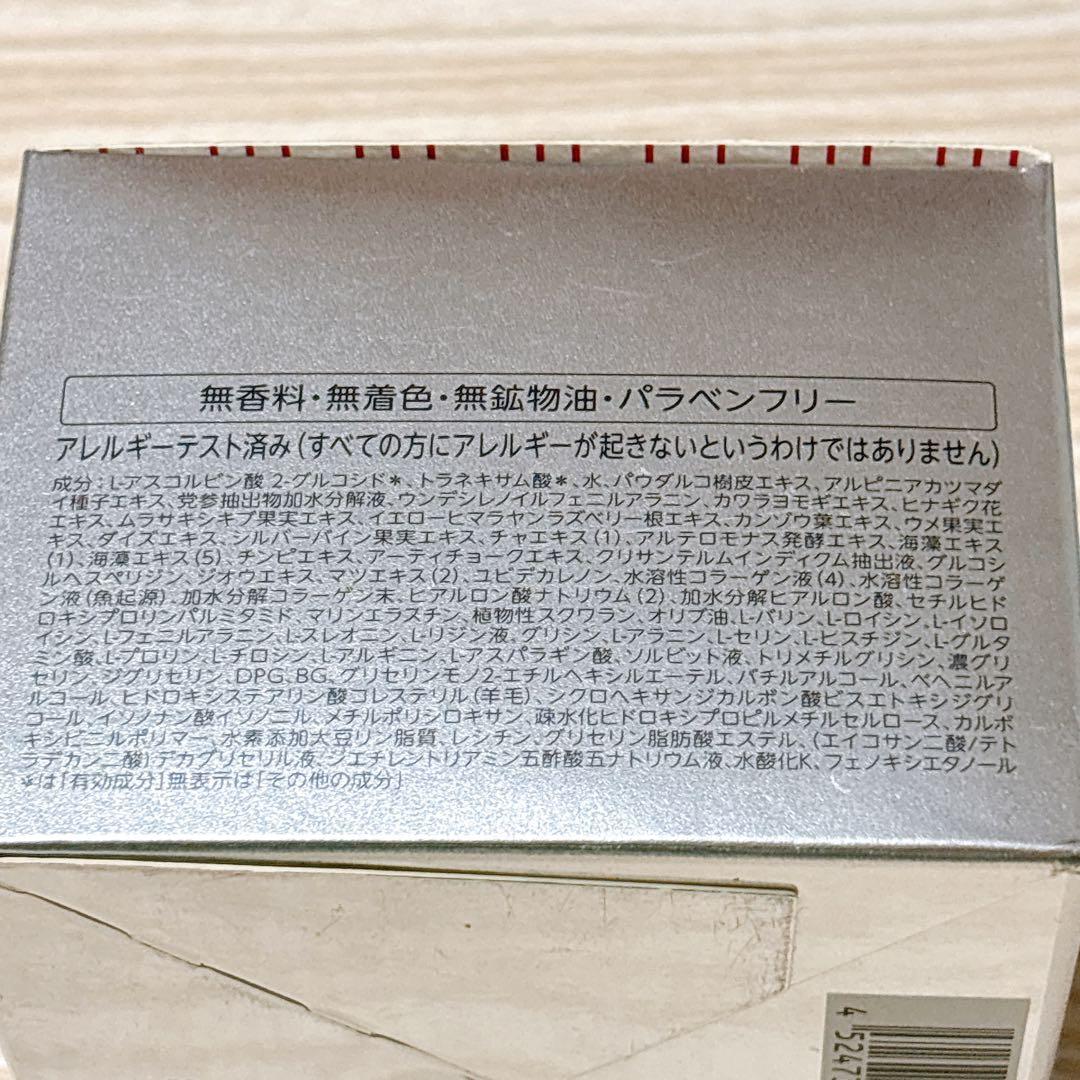 無香料・無着色・無鉱物油・パラベンフリー
アレルギーテスト済み(すべての方にアレルギーが起きないというわけではありません)
成分:L-アスコルビン酸 2-グルコシド*、トラネキサム酸*、水、パウダルコ樹皮エキス、アルピニアカツマダ
イ種子エキス、党参抽出物加水分解液、ウンデシレノイルフェニルアラニン、カワラヨモギエキス、ヒナギク花
エキス、ムラサキシキブ果実エキス、イエローヒマラヤンラズベリー根エキス、カンゾウ葉エキス、ウメ果実エ
キス、ダイズエキス、シルバーバイン果実エキス、チャエキス(1)、アルテロモナス発酵エキス、海藻エキス
(1)、海藻エキス(5)、チンピエキス、アーティチョークエキス、クリサンテルムインディクム抽出液、グルコシ
ルヘスペリジン、ジオウエキス、マツエキス(2)、ユビデカレノン、水溶性コラーゲン液(4)、水溶性コラーゲ
ン液(魚起源)、加水分解コラーゲン末、ヒアルロン酸ナトリウム(2)、加水分解ヒアルロン酸、セチルヒド
ロキシプロリンパルミタミド、マリンエラスチン、植物性スクワラン、オリブ油、L-バリン、L-ロイシン、L-イソロ
イシン、L-フェニルアラニン、L-スレオニン、L-リジン液、グリシン、L-アラニン、L-セリン、L-ヒスチジン、L-グルタ
ミン酸、L-プロリン、L-チロシン、L-アルギニン、L-アスパラギン酸、ソルビット液、トリメチルグリシン、濃グリ
セリン、ジグリセリン、DPG、BG、グリセリンモノ2-エチルヘキシルエーテル、バチルアルコール、ベヘニルア
ルコール、ヒドロキシステアリン酸コレステリル(羊毛)、シクロヘキサンジカルボン酸ビスエトキシジグリ
コール、イソノナン酸イソノニル、メチルポリシロキサン、疎水化ヒドロキシプロピルメチルセルロース、カルボ
キシビニルポリマー、水素添加大豆リン脂質、レシチン、グリセリン脂肪酸エステル、(エイコサン二酸/テト
ラデカン二酸)デカグリセリル液、ジエチレントリアミン五酢酸五ナトリウム液、水酸化K、フェノキシエタノール
*は「有効成分」無表示は「その他の成分」
4 5247